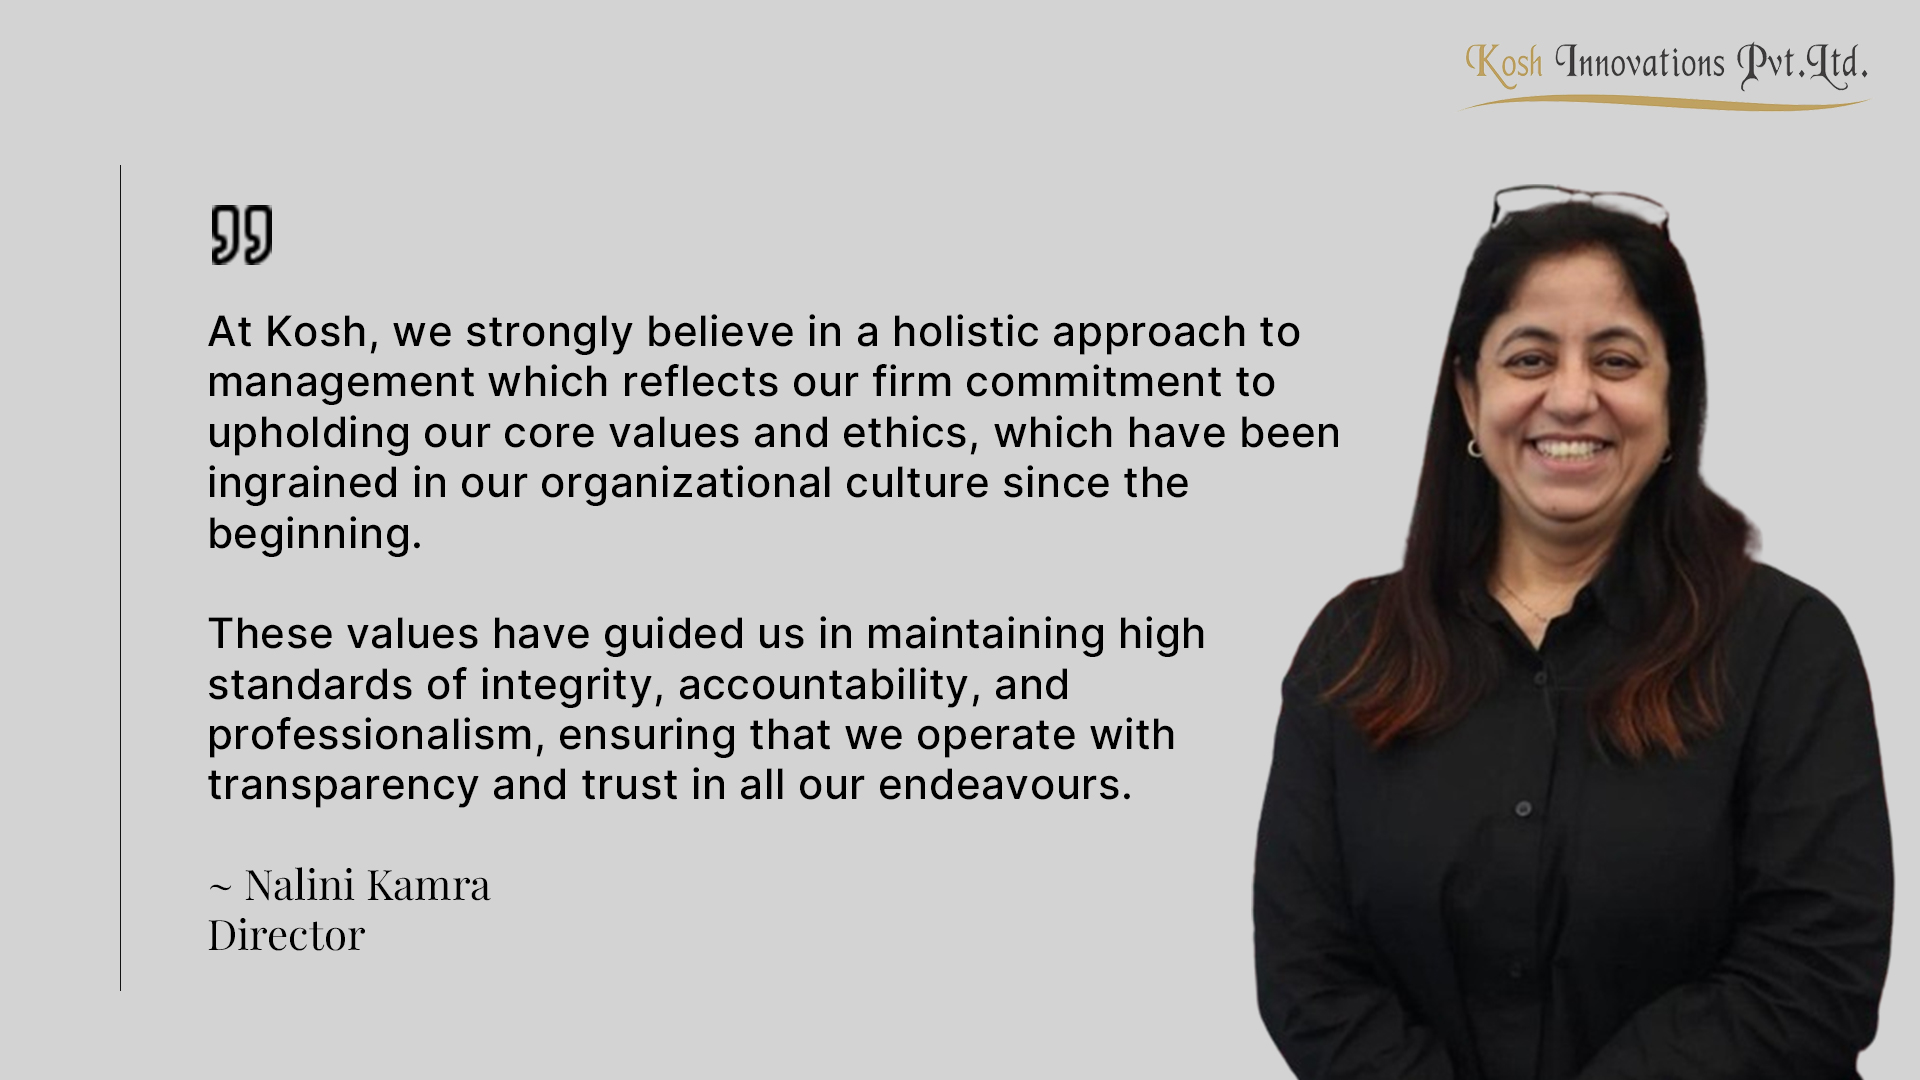 Kosh Innovations Pvt.Ltd.
At Kosh, we strongly believe in a holistic approach to
management which reflects our firm commitment to
upholding our core values and ethics, which have been
ingrained in our organizational culture since the
beginning.
These values have guided us in maintaining high
standards of integrity, accountability, and
professionalism, ensuring that we operate with
transparency and trust in all our endeavours.
~ Nalini Kamra
Director